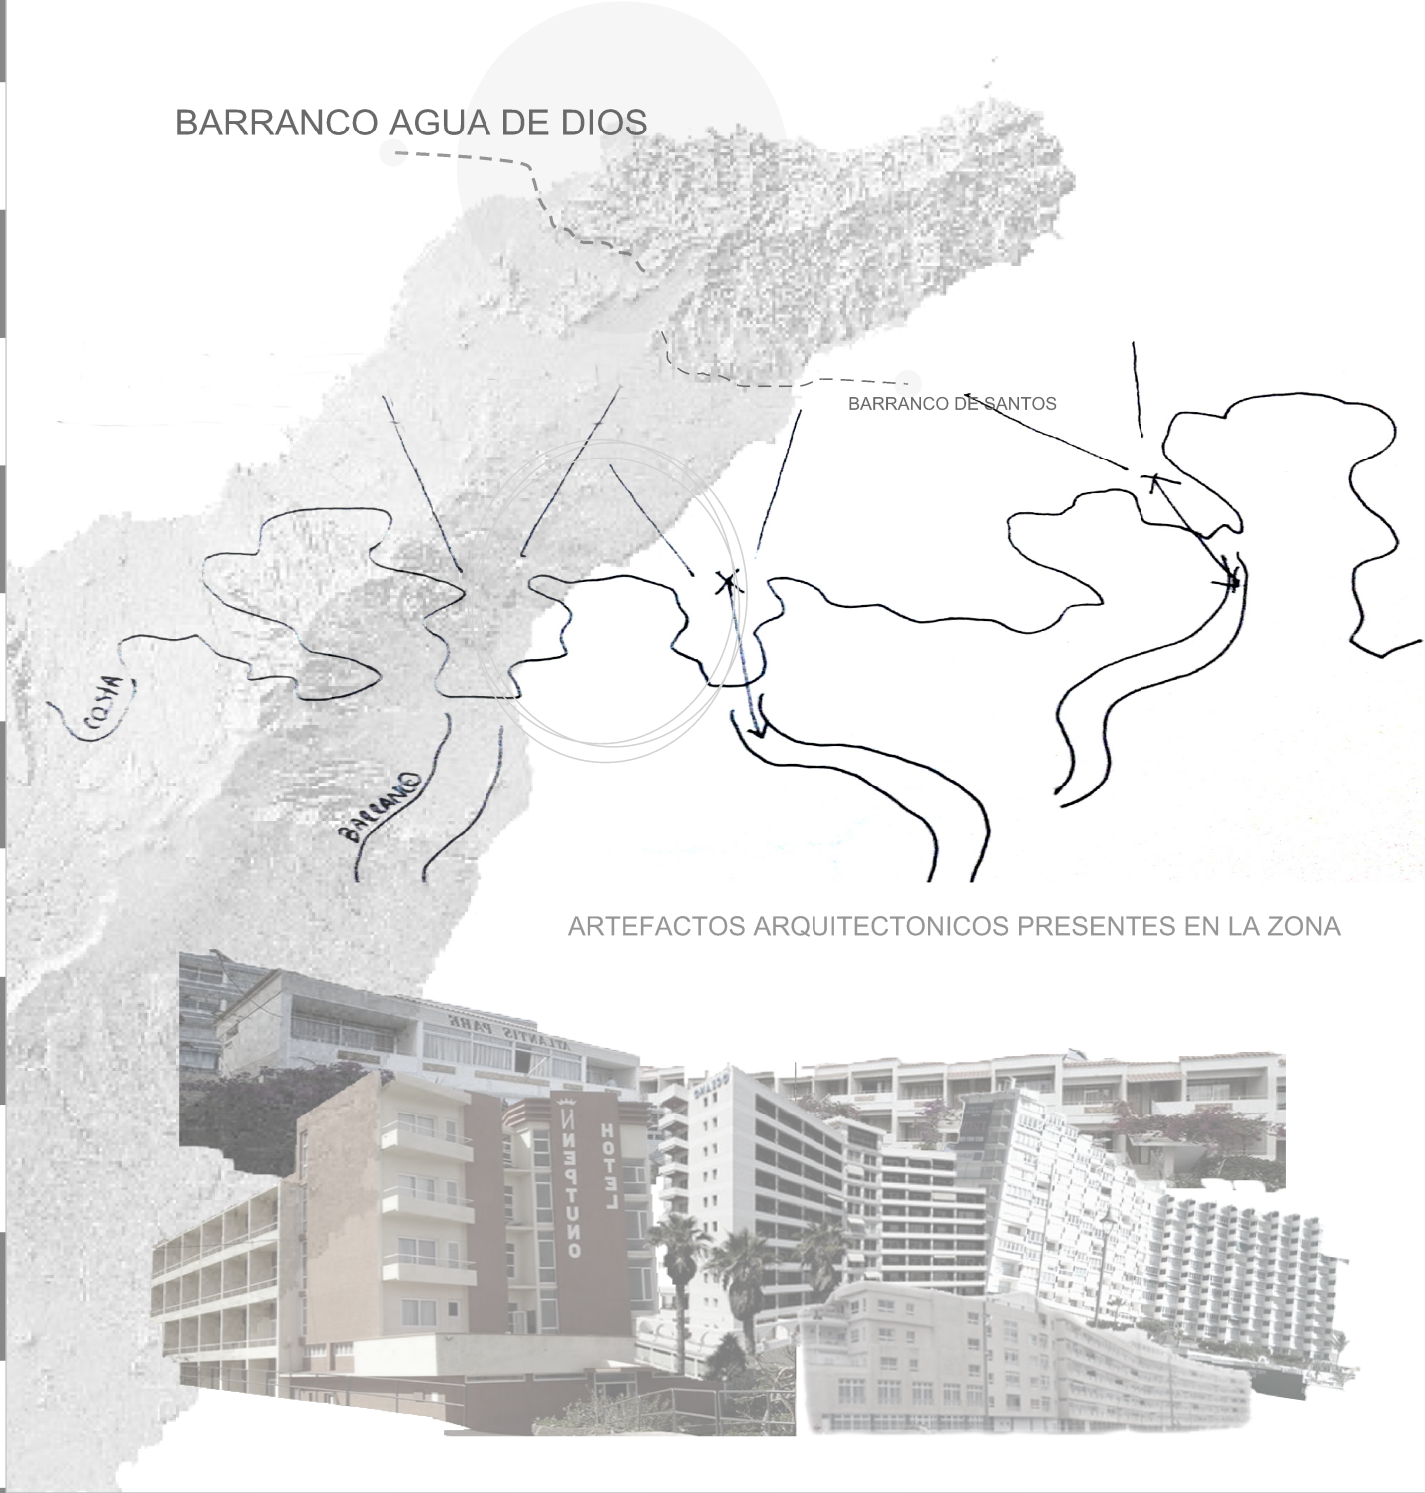 BARRANCO AGUA DE DIOS
BARRANCO DE SANTOS
COSTA
BARRANCO
ARTEFACTOS ARQUITECTONICOS PRESENTES EN LA ZONA
ATLANTIS PARK
OCEANO
NEPTUNO
HOTEL